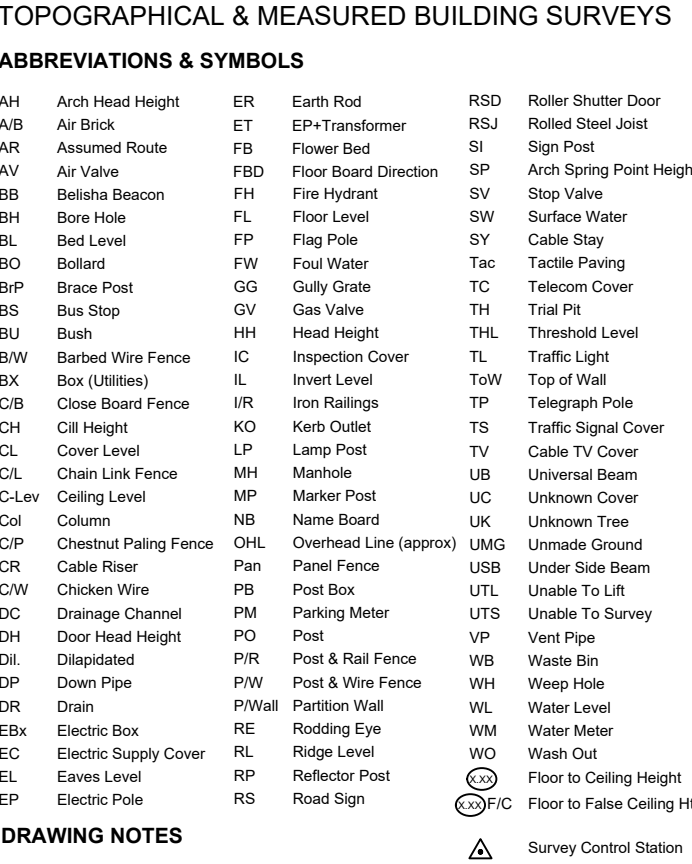 TOPOGRAPHICAL & MEASURED BUILDING SURVEYS
ABBREVIATIONS & SYMBOLS
AH Arch Head Height
A/B Air Brick
AR Assumed Route
AV Air Valve
BB Belisha Beacon
BH Bore Hole
BL Bed Level
BO Bollard
BrP Brace Post
BS Bus Stop
BU Bush
B/W Barbed Wire Fence
BX Box (Utilities)
C/B Close Board Fence
CH Cill Height
CL Cover Level
C/L Chain Link Fence
C-Lev Ceiling Level
Col Column
C/P Chestnut Paling Fence
CR Cable Riser
C/W Chicken Wire
DC Drainage Channel
DH Door Head Height
Dil. Dilapidated
DP Down Pipe
DR Drain
EBx Electric Box
EC Electric Supply Cover
EL Eaves Level
EP Electric Pole
ER Earth Rod
ET EP+Transformer
FB Flower Bed
FBD Floor Board Direction
FH Fire Hydrant
FL Floor Level
FP Flag Pole
FW Foul Water
GG Gully Grate
GV Gas Valve
HH Head Height
IC Inspection Cover
IL Invert Level
I/R Iron Railings
KO Kerb Outlet
LP Lamp Post
MH Manhole
MP Marker Post
NB Name Board
OHL Overhead Line (approx)
Pan Panel Fence
PB Post Box
PM Parking Meter
PO Post
P/R Post & Rail Fence
P/W Post & Wire Fence
P/Wall Partition Wall
RE Rodding Eye
RL Ridge Level
RP Reflector Post
RS Road Sign
RSD Roller Shutter Door
RSJ Rolled Steel Joist
SI Sign Post
SP Arch Spring Point Heigh
SV Stop Valve
SW Surface Water
SY Cable Stay
Tac Tactile Paving
TC Telecom Cover
TH Trial Pit
THL Threshold Level
TL Traffic Light
ToW Top of Wall
TP Telegraph Pole
TS Traffic Signal Cover
TV Cable TV Cover
UB Universal Beam
UC Unknown Cover
UK Unknown Tree
UMG Unmade Ground
USB Under Side Beam
UTL Unable To Lift
UTS Unable To Survey
VP Vent Pipe
WB Waste Bin
WH Weep Hole
WL Water Level
WM Water Meter
WO Wash Out
x.xx Floor to Ceiling Height
x.xx F/C Floor to False Ceiling Ht
Survey Control Station
DRAWING NOTES